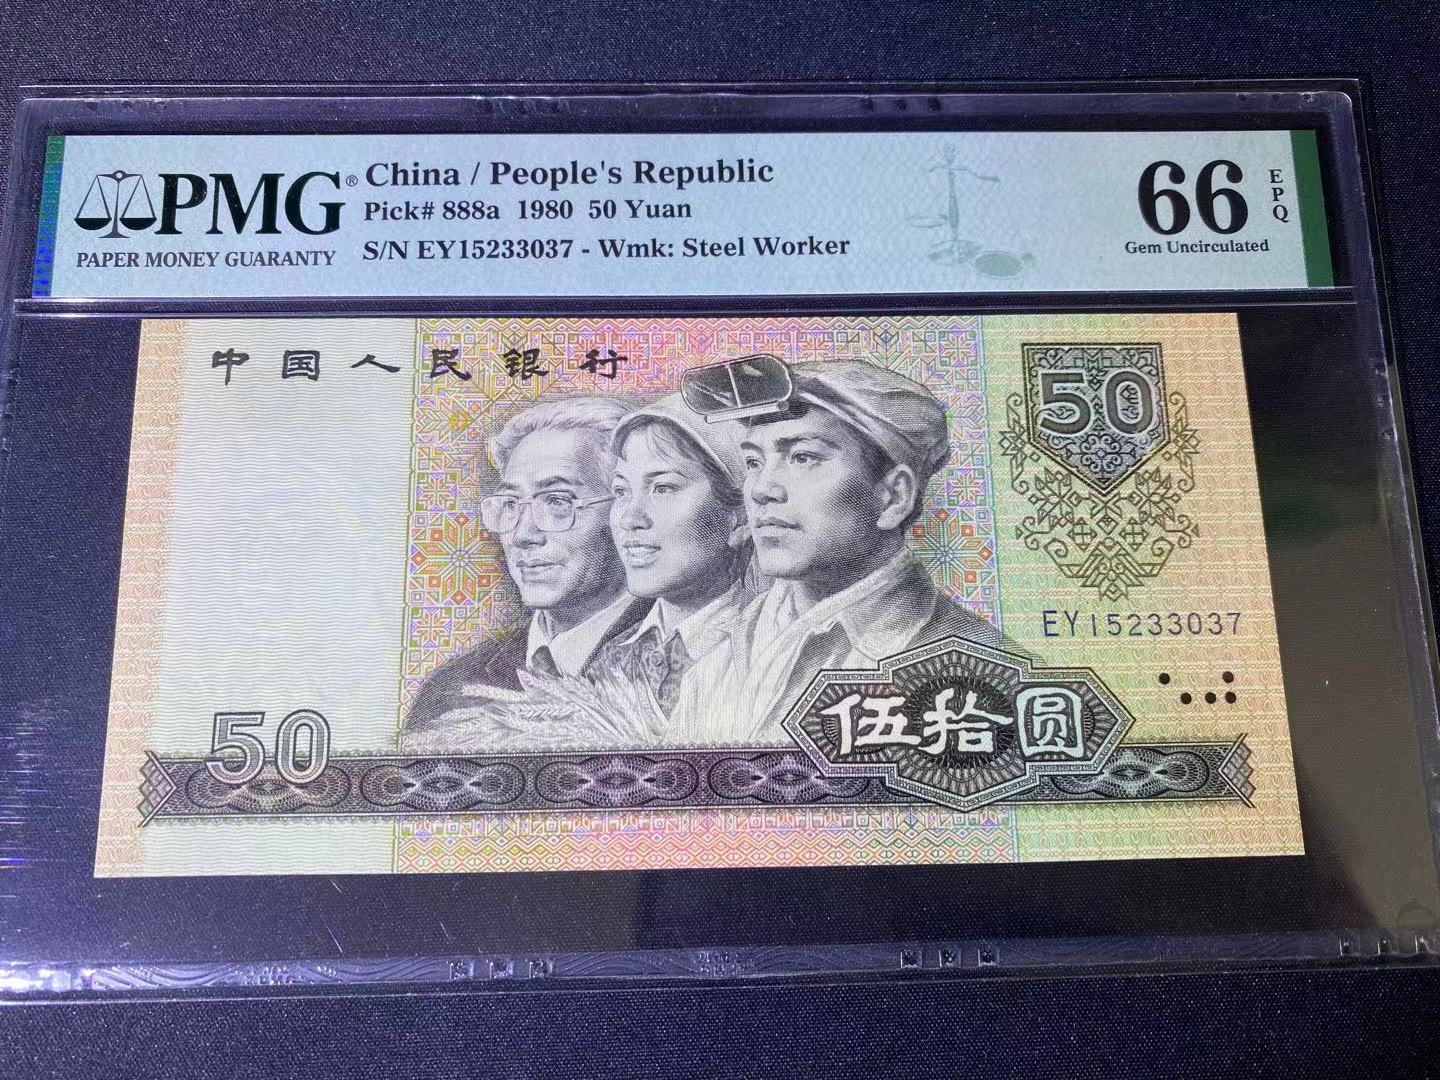 PMG®
PAPER MONEY GUARANTY
China / People's Republic
Pick# 888a 1980 50 Yuan
S/N EY15233037 - Wmk: Steel Worker
66 EPQ
Gem Uncirculated
中国人民银行
50
EY15233037
50
伍拾圆